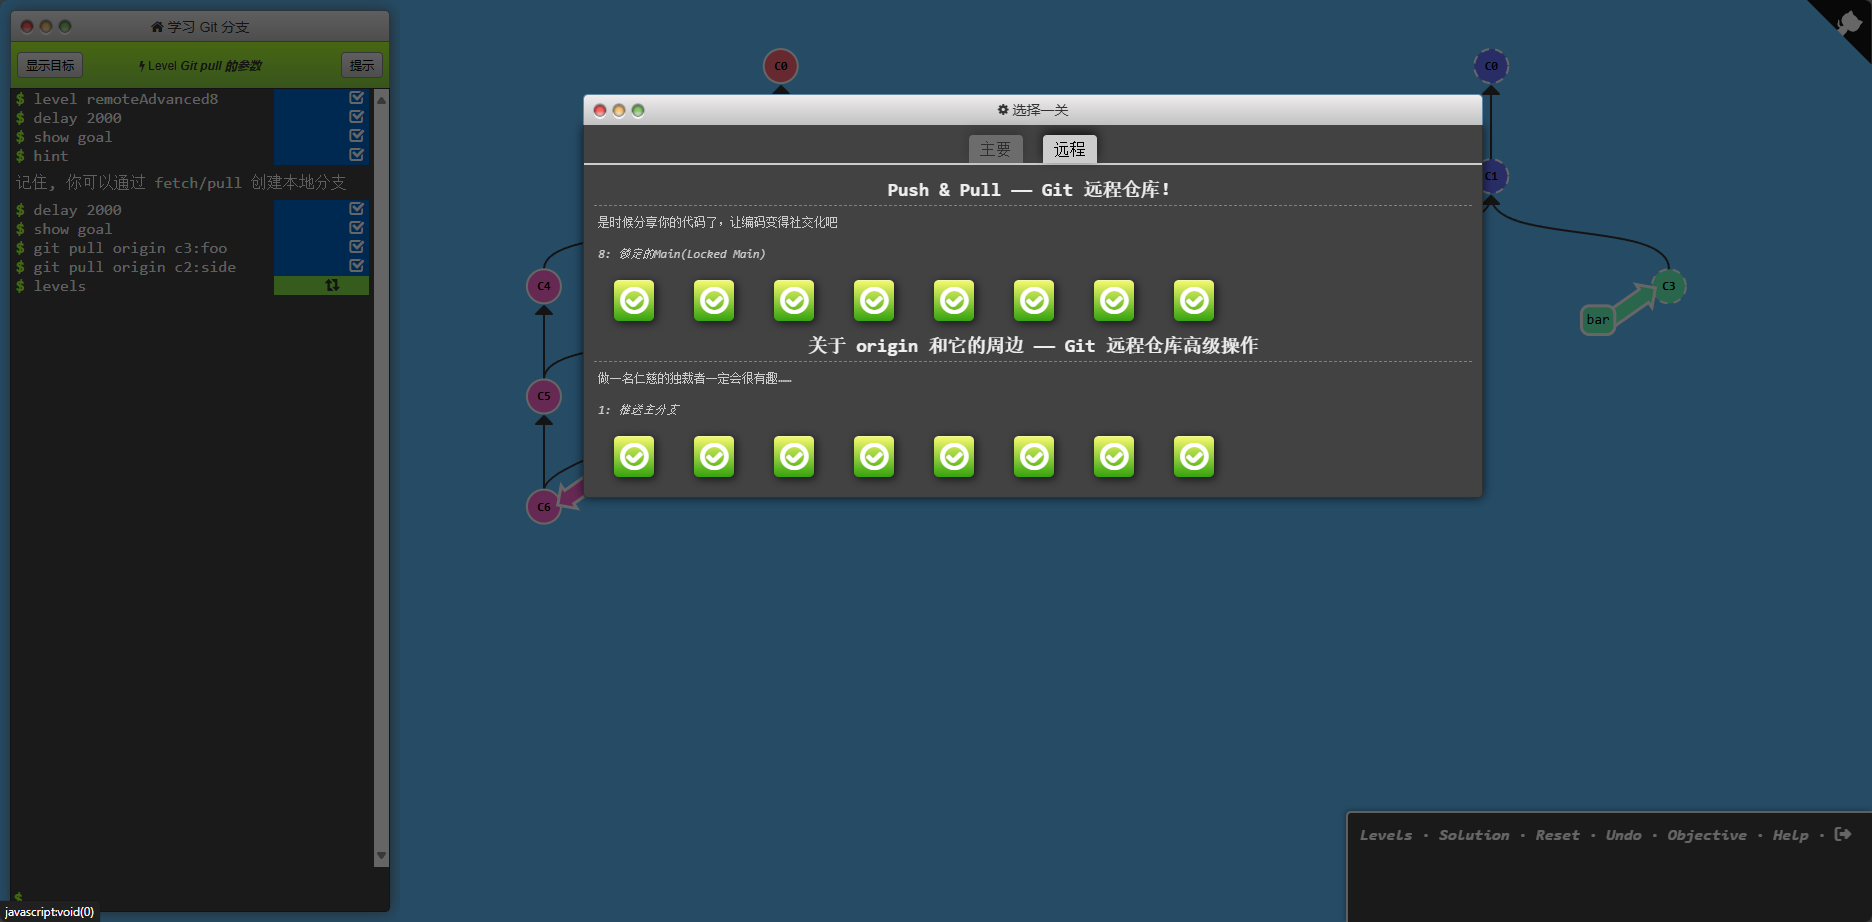 学习 Git 分支
显示目标
Level Git pull 的参数
提示
$ level remoteAdvanced8
$ delay 2000
$ show goal
$ hint
记住, 你可以通过 fetch/pull 创建本地分支
$ delay 2000
$ show goal
$ git pull origin c3:foo
$ git pull origin c2:side
$ levels
$
javascript:void(0)
C0
C4
C5
C6
选择一关
主要
远程
Push & Pull —— Git 远程仓库!
是时候分享你的代码了，让编码变得社交化吧
8: 锁定的Main(Locked Main)
关于 origin 和它的周边 —— Git 远程仓库高级操作
做一名仁慈的独裁者一定会很有趣……
1: 推送主分支
C0
C1
C3
bar
Levels · Solution · Reset · Undo · Objective · Help ·